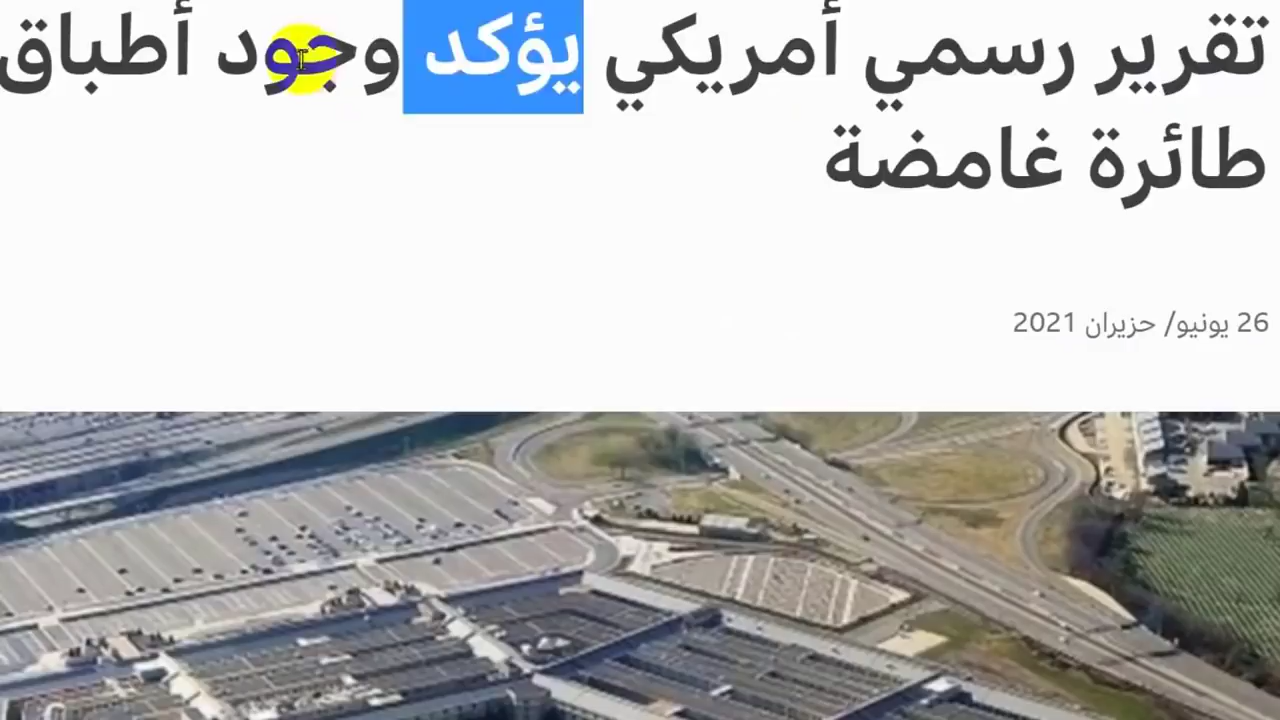 تقرير رسمي أمريكي يؤكد وجود أطباق
طائرة غامضة
26 يونيو/ حزيران 2021